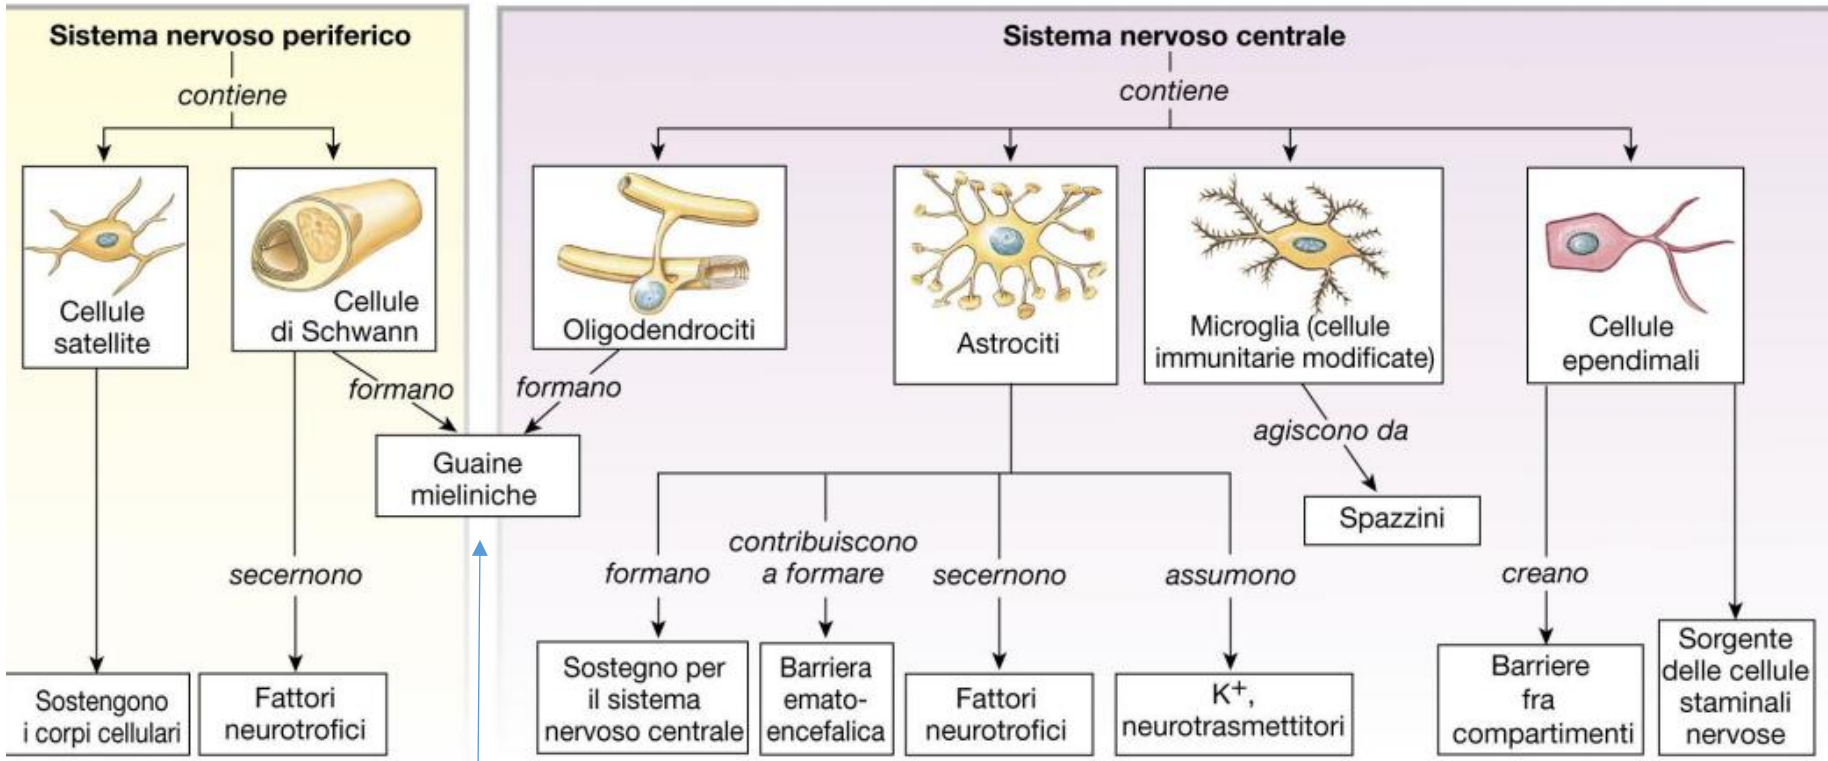 Sistema nervoso periferico
contiene
Cellule
satellite
Cellule
di Schwann
formano
secernono
Sostengono
i corpi cellulari
Fattori
neurotrofici
Guaine
mieliniche
Sistema nervoso centrale
contiene
Oligodendrociti
formano
Astrociti
Microglia (cellule
immunitarie modificate)
Cellule
ependimali
agiscono da
Spazzini
formano
contribuiscono
a formare
secernono
assumono
creano
Sostegno per
il sistema
nervoso centrale
Barriera
emato-
encefalica
Fattori
neurotrofici
K⁺,
neurotrasmettitori
Barriere
fra
compartimenti
Sorgente
delle cellule
staminali
nervose